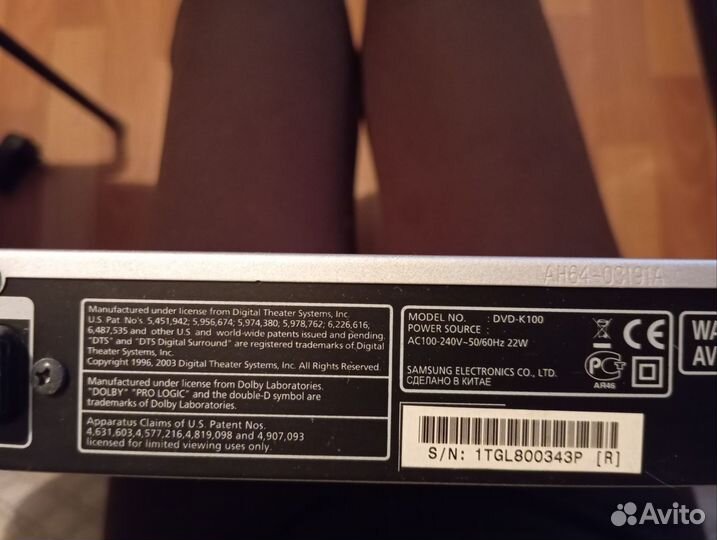 AH64-03191A
Manufactured under license from Digital Theater Systems, Inc.
U.S. Pat. No's. 5,451,942; 5,956,674; 5,974,380; 5,978,762; 6,226,616;
6,487,535 and other U.S. and world-wide patents issued and pending.
"DTS" and "DTS Digital Surround" are registered trademarks of Digital
Theater Systems, Inc.
Copyright 1996, 2003 Digital Theater Systems, Inc. All Rights Reserved.
Manufactured under license from Dolby Laboratories.
"DOLBY" "PRO LOGIC" and the double-D symbol are
trademarks of Dolby Laboratories.
Apparatus Claims of U.S. Patent Nos.
4,631,603,4,577,216,4,819,098 and 4,907,093
licensed for limited viewing uses only.
MODEL NO. : DVD-K100
POWER SOURCE :
AC100-240V~50/60Hz 22W
SAMSUNG ELECTRONICS CO., LTD.
СДЕЛАНО В КИТАЕ
CE
АЯ46
WA
AV
S/N: 1TGL800343P [R]
Avito